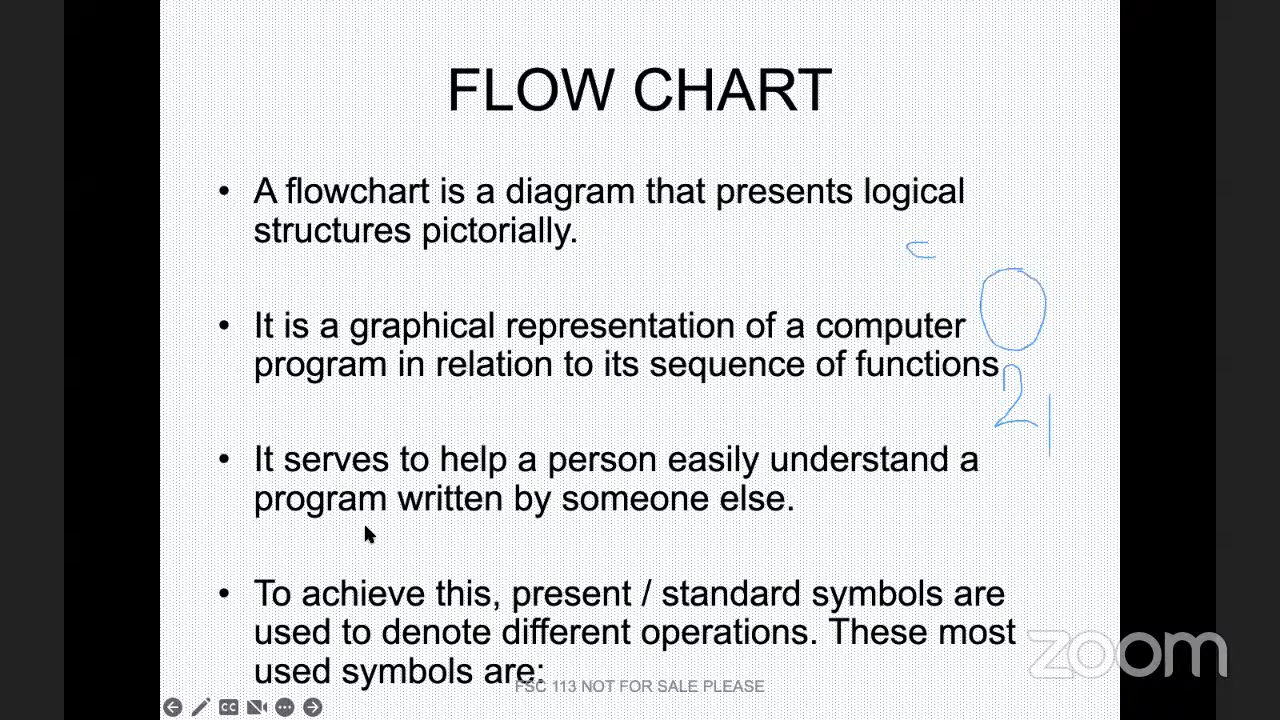 FLOW CHART
• A flowchart is a diagram that presents logical
structures pictorially.
• It is a graphical representation of a computer
program in relation to its sequence of functions
• It serves to help a person easily understand a
program written by someone else.
• To achieve this, present / standard symbols are
used to denote different operations. These most
used symbols are:
FSC 113 NOT FOR SALE PLEASE
zoom
CC